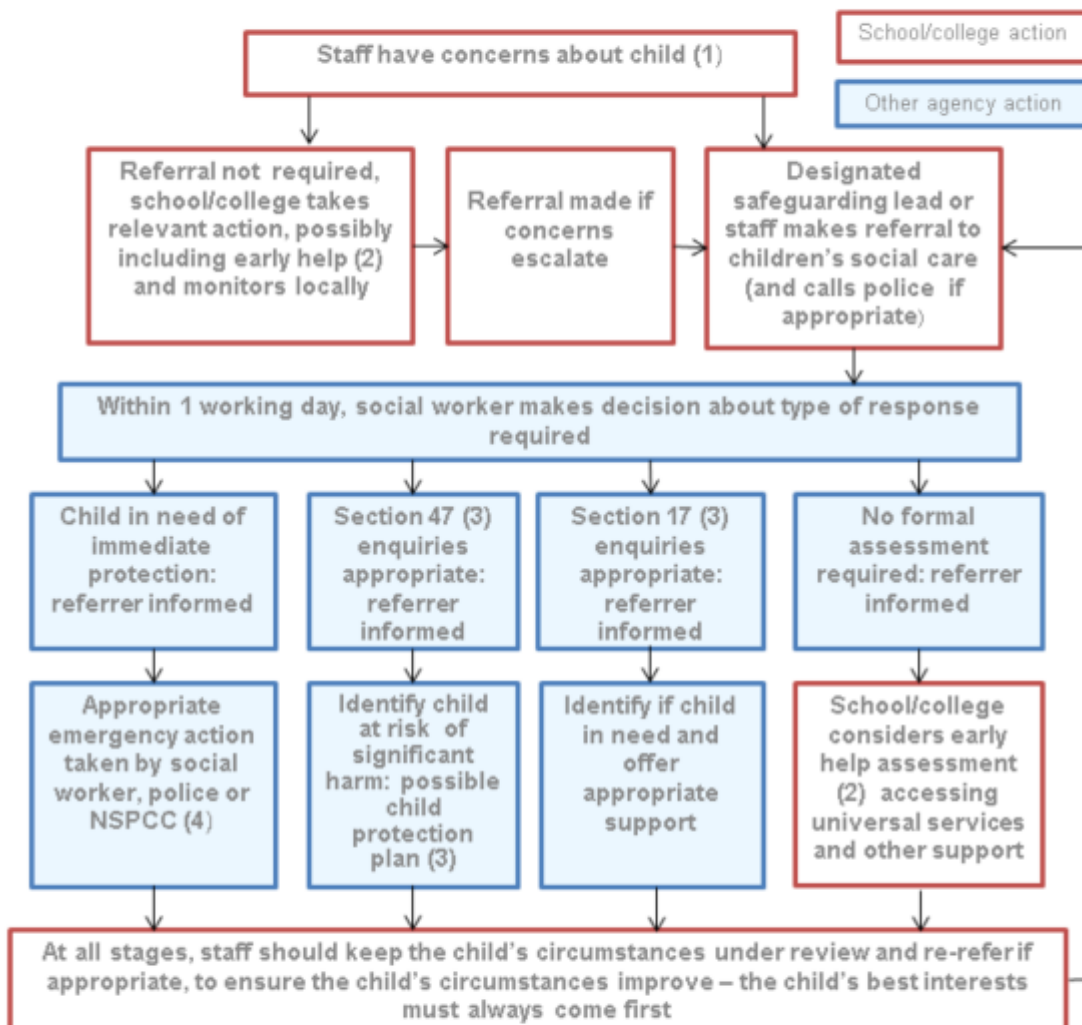 School/college action
Other agency action
Staff have concerns about child (1)
Referral not required,
school/college takes
relevant action, possibly
including early help (2)
and monitors locally
Referral made if
concerns
escalate
Designated
safeguarding lead or
staff makes referral to
children’s social care
(and calls police if
appropriate)
Within 1 working day, social worker makes decision about type of response
required
Child in need of
immediate
protection:
referrer informed
Section 47 (3)
enquiries
appropriate:
referrer
informed
Section 17 (3)
enquiries
appropriate:
referrer
informed
No formal
assessment
required: referrer
informed
Appropriate
emergency action
taken by social
worker, police or
NSPCC (4)
Identify child
at risk of
significant
harm: possible
child
protection
plan (3)
Identify if child
in need and
offer
appropriate
support
School/college
considers early
help assessment
(2) accessing
universal services
and other support
At all stages, staff should keep the child’s circumstances under review and re-refer if
appropriate, to ensure the child’s circumstances improve – the child’s best interests
must always come first